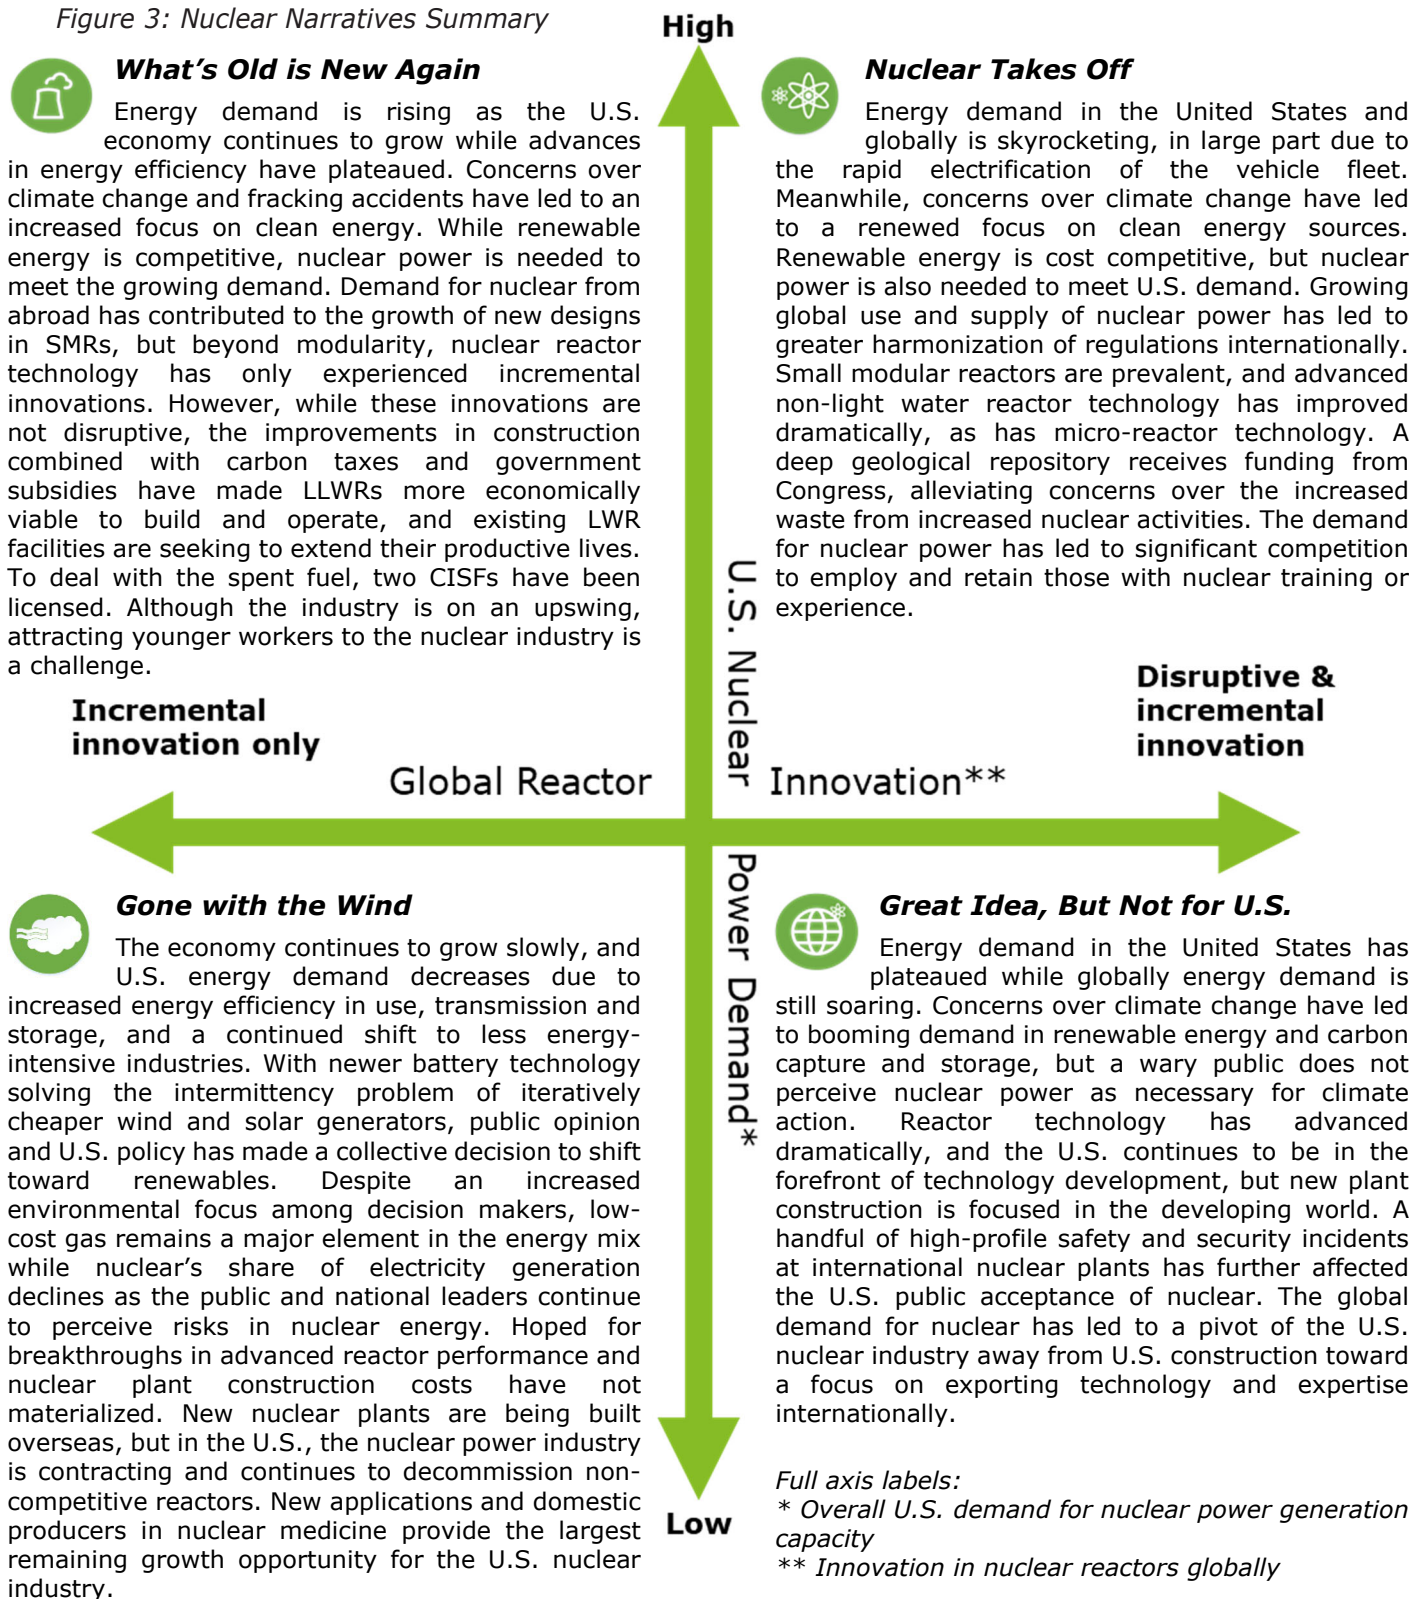 Figure 3: Nuclear Narratives Summary
High
What's Old is New Again
Energy demand is rising as the U.S.
economy continues to grow while advances
in energy efficiency have plateaued. Concerns over
climate change and fracking accidents have led to an
increased focus on clean energy. While renewable
energy is competitive, nuclear power is needed to
meet the growing demand. Demand for nuclear from
abroad has contributed to the growth of new designs
in SMRs, but beyond modularity, nuclear reactor
technology has only experienced incremental
innovations. However, while these innovations are
not disruptive, the improvements in construction
combined with carbon taxes and government
subsidies have made LLWRs more economically
viable to build and operate, and existing LWR
facilities are seeking to extend their productive lives.
To deal with the spent fuel, two CISFs have been
licensed. Although the industry is on an upswing,
attracting younger workers to the nuclear industry is
a challenge.
Nuclear Takes Off
Energy demand in the United States and
globally is skyrocketing, in large part due to
the rapid electrification of the vehicle fleet.
Meanwhile, concerns over climate change have led
to a renewed focus on clean energy sources.
Renewable energy is cost competitive, but nuclear
power is also needed to meet U.S. demand. Growing
global use and supply of nuclear power has led to
greater harmonization of regulations internationally.
Small modular reactors are prevalent, and advanced
non-light water reactor technology has improved
dramatically, as has micro-reactor technology. A
deep geological repository receives funding from
Congress, alleviating concerns over the increased
waste from increased nuclear activities. The demand
for nuclear power has led to significant competition
to employ and retain those with nuclear training or
experience.
U.S. Nuclear Power Demand*
Incremental
innovation only
Disruptive &
incremental
innovation
Global Reactor Innovation**
Gone with the Wind
The economy continues to grow slowly, and
U.S. energy demand decreases due to
increased energy efficiency in use, transmission and
storage, and a continued shift to less energy-
intensive industries. With newer battery technology
solving the intermittency problem of iteratively
cheaper wind and solar generators, public opinion
and U.S. policy has made a collective decision to shift
toward renewables. Despite an increased
environmental focus among decision makers, low-
cost gas remains a major element in the energy mix
while nuclear's share of electricity generation
declines as the public and national leaders continue
to perceive risks in nuclear energy. Hoped for
breakthroughs in advanced reactor performance and
nuclear plant construction costs have not
materialized. New nuclear plants are being built
overseas, but in the U.S., the nuclear power industry
is contracting and continues to decommission non-
competitive reactors. New applications and domestic
producers in nuclear medicine provide the largest
remaining growth opportunity for the U.S. nuclear
industry.
Great Idea, But Not for U.S.
Energy demand in the United States has
plateaued while globally energy demand is
still soaring. Concerns over climate change have led
to booming demand in renewable energy and carbon
capture and storage, but a wary public does not
perceive nuclear power as necessary for climate
action. Reactor technology has advanced
dramatically, and the U.S. continues to be in the
forefront of technology development, but new plant
construction is focused in the developing world. A
handful of high-profile safety and security incidents
at international nuclear plants has further affected
the U.S. public acceptance of nuclear. The global
demand for nuclear has led to a pivot of the U.S.
nuclear industry away from U.S. construction toward
a focus on exporting technology and expertise
internationally.
Low
Full axis labels:
* Overall U.S. demand for nuclear power generation
capacity
** Innovation in nuclear reactors globally